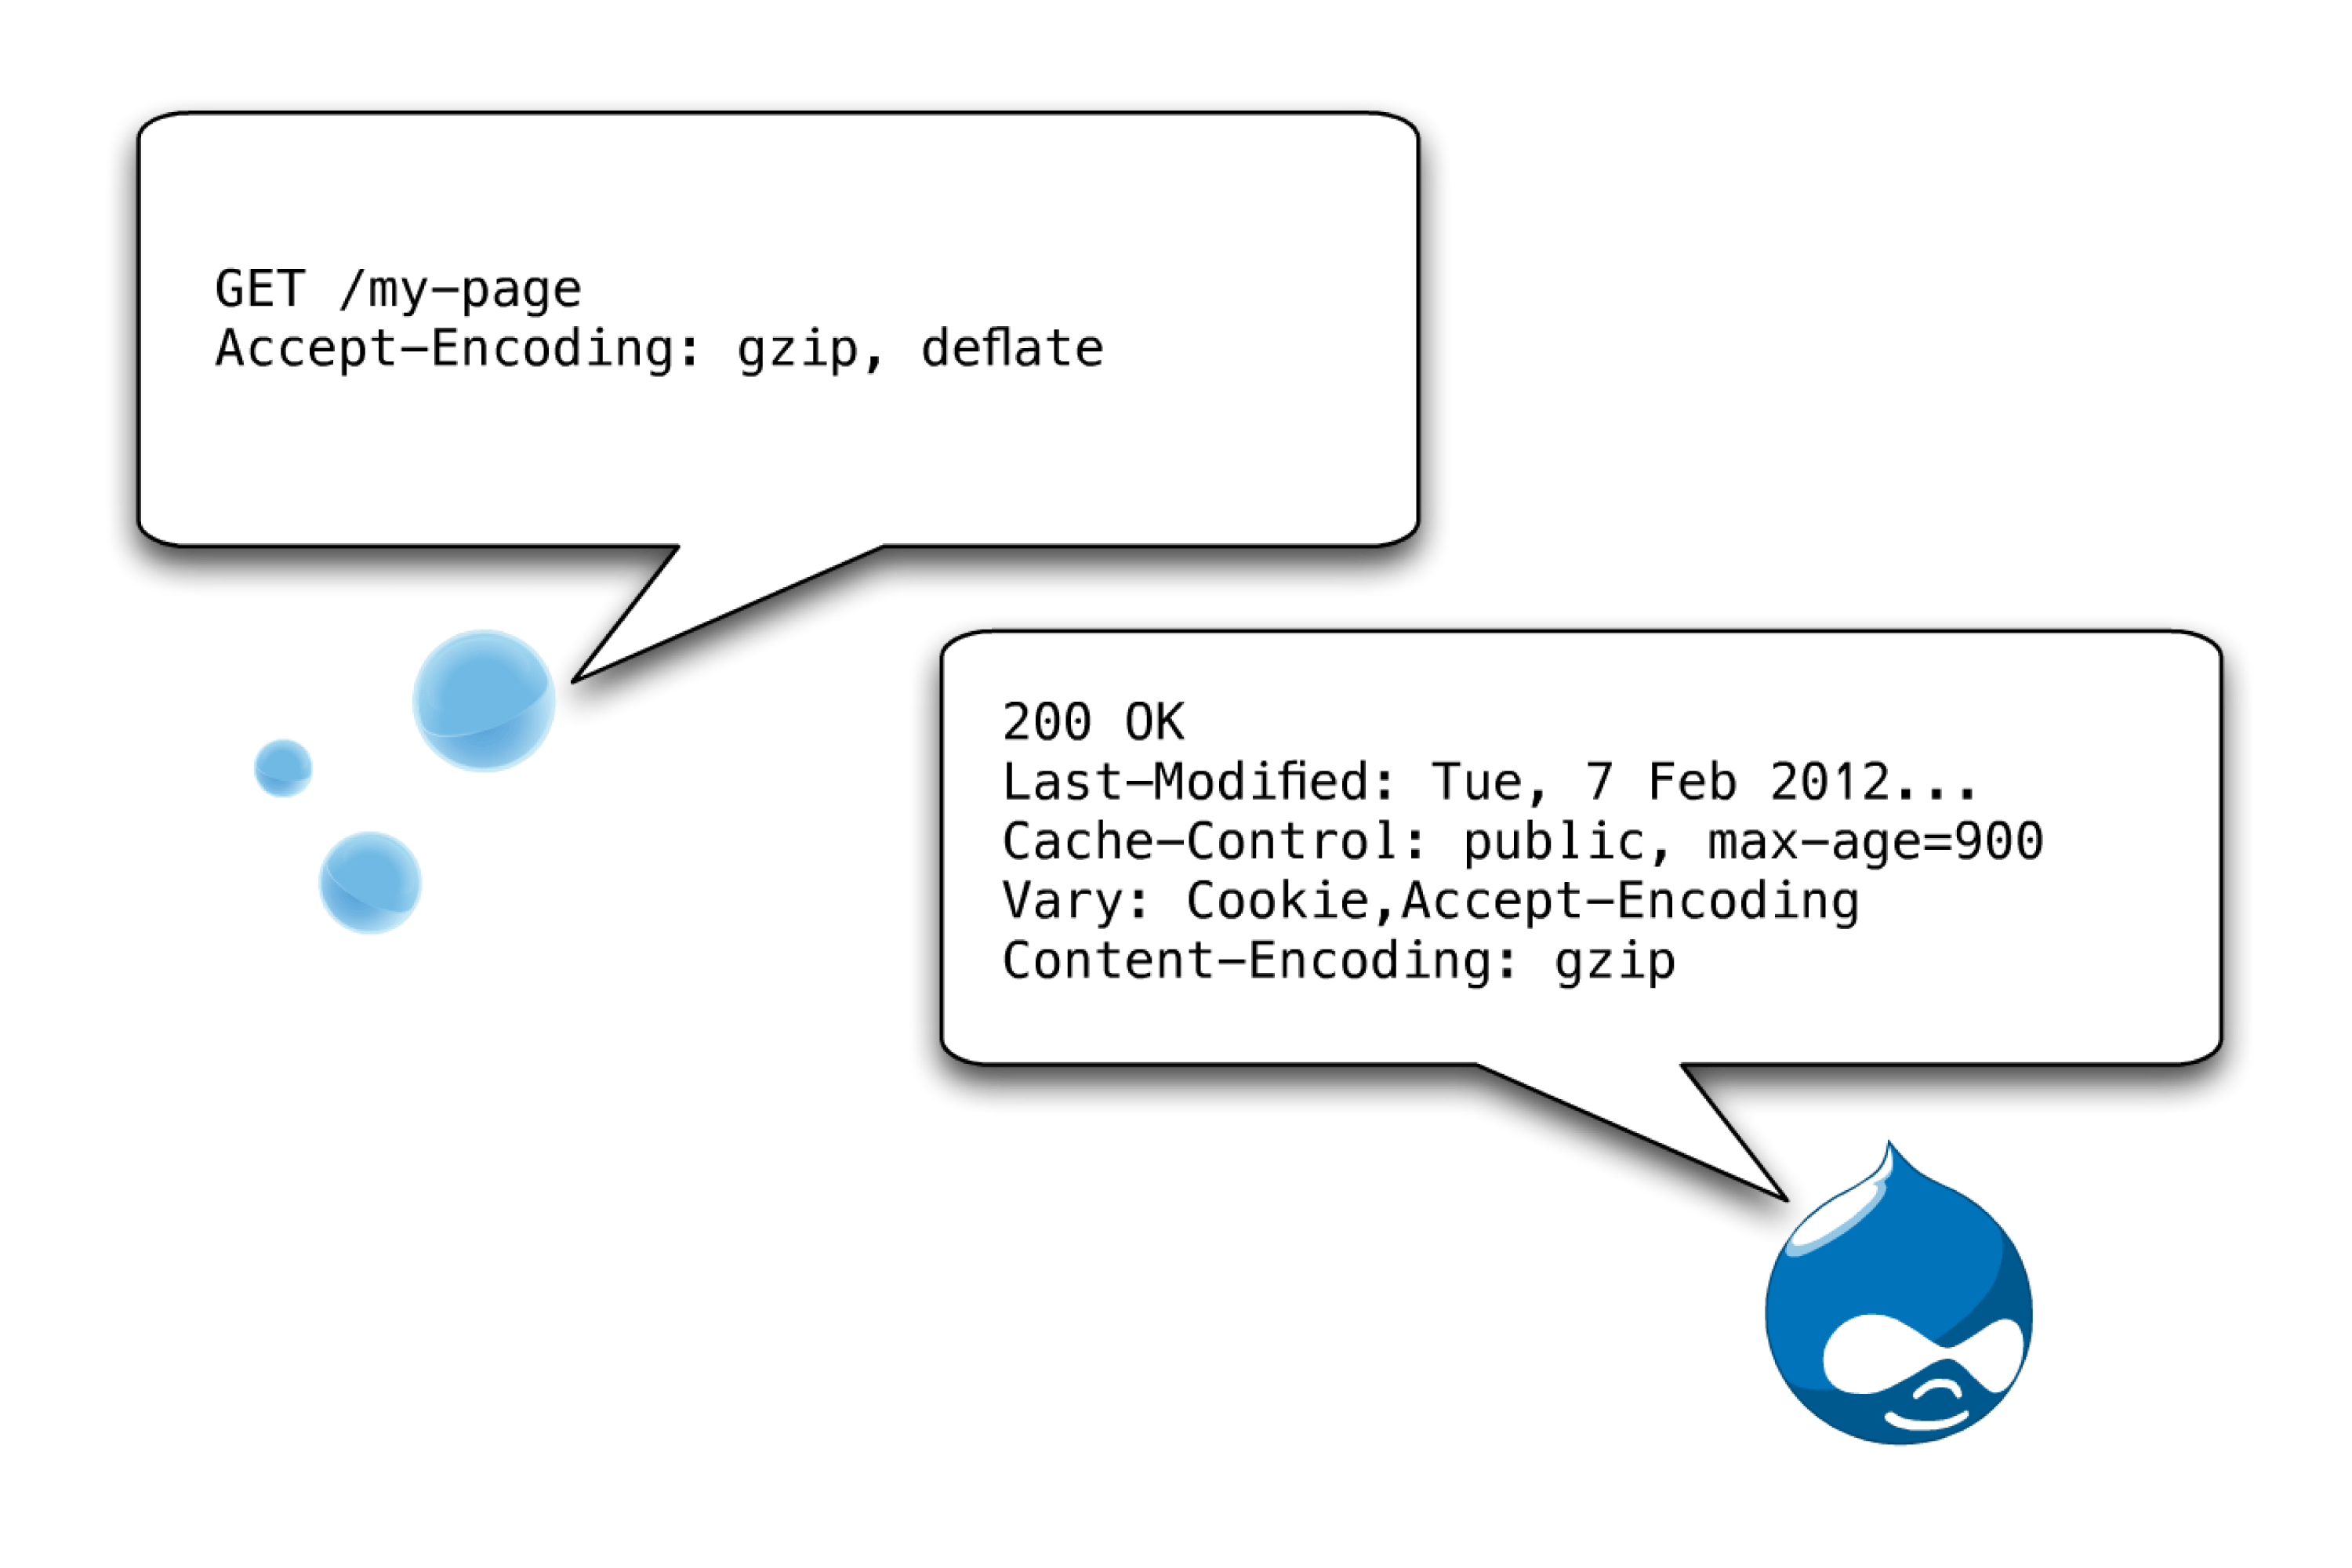 GET /my-page
Accept-Encoding: gzip, deflate
200 OK
Last-Modified: Tue, 7 Feb 2012...
Cache-Control: public, max-age=900
Vary: Cookie,Accept-Encoding
Content-Encoding: gzip